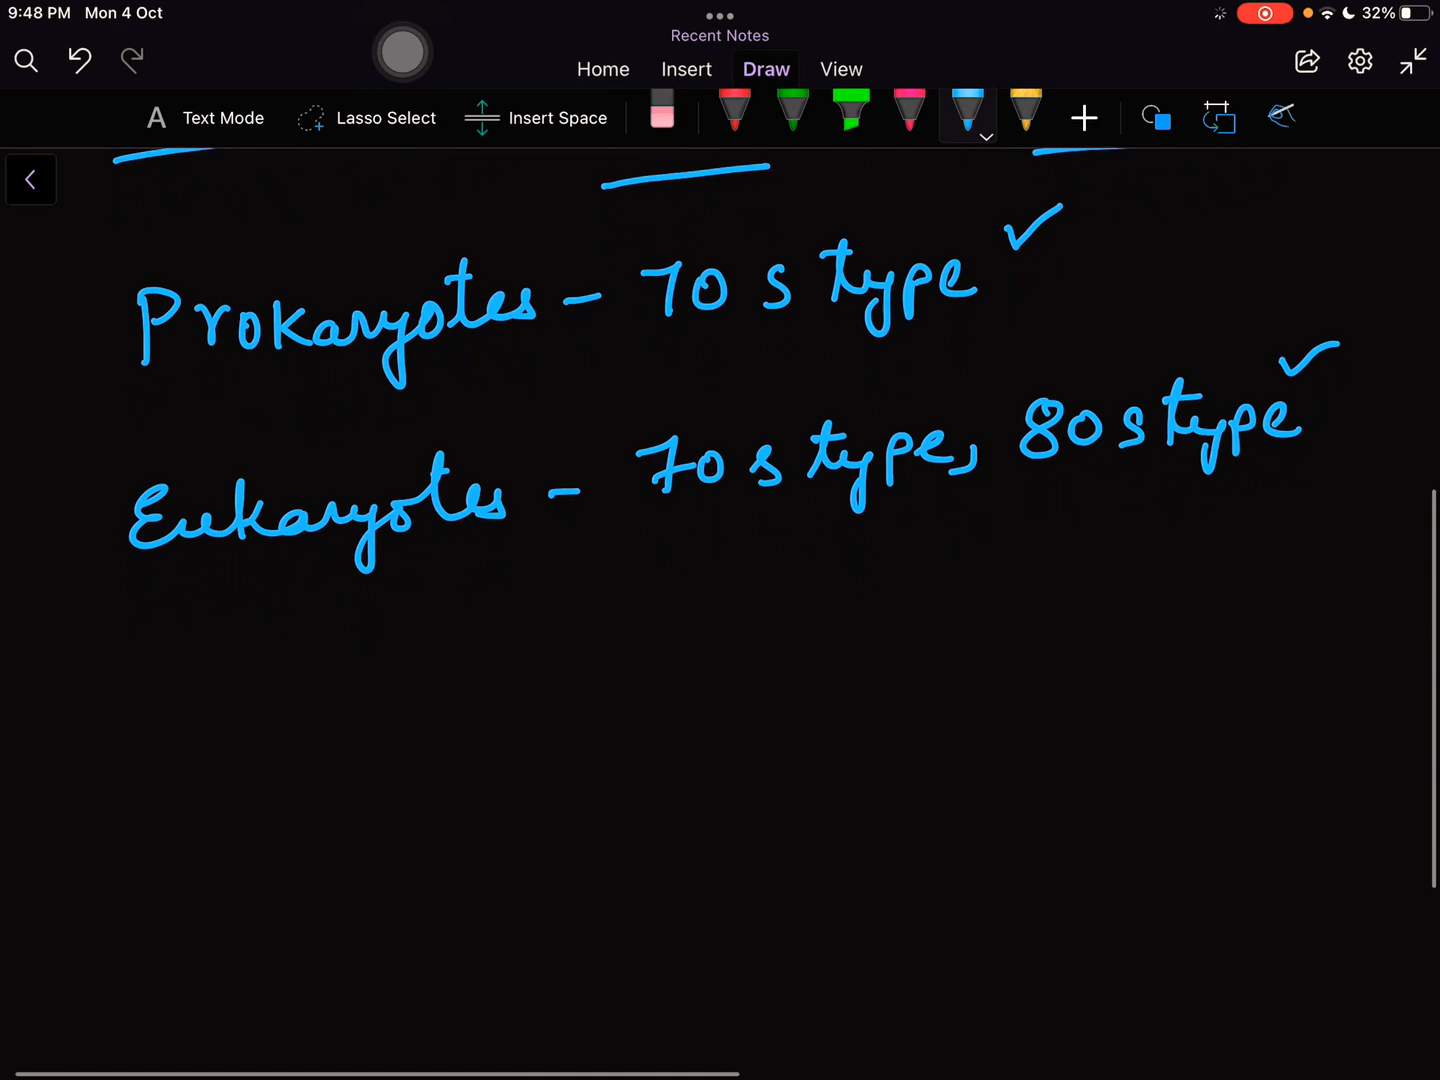 9:48 PM Mon 4 Oct 32%
Recent Notes
Home Insert Draw View
A Text Mode Lasso Select Insert Space
Prokaryotes - 70 s type
Eukaryotes - 70 s type, 80 s type